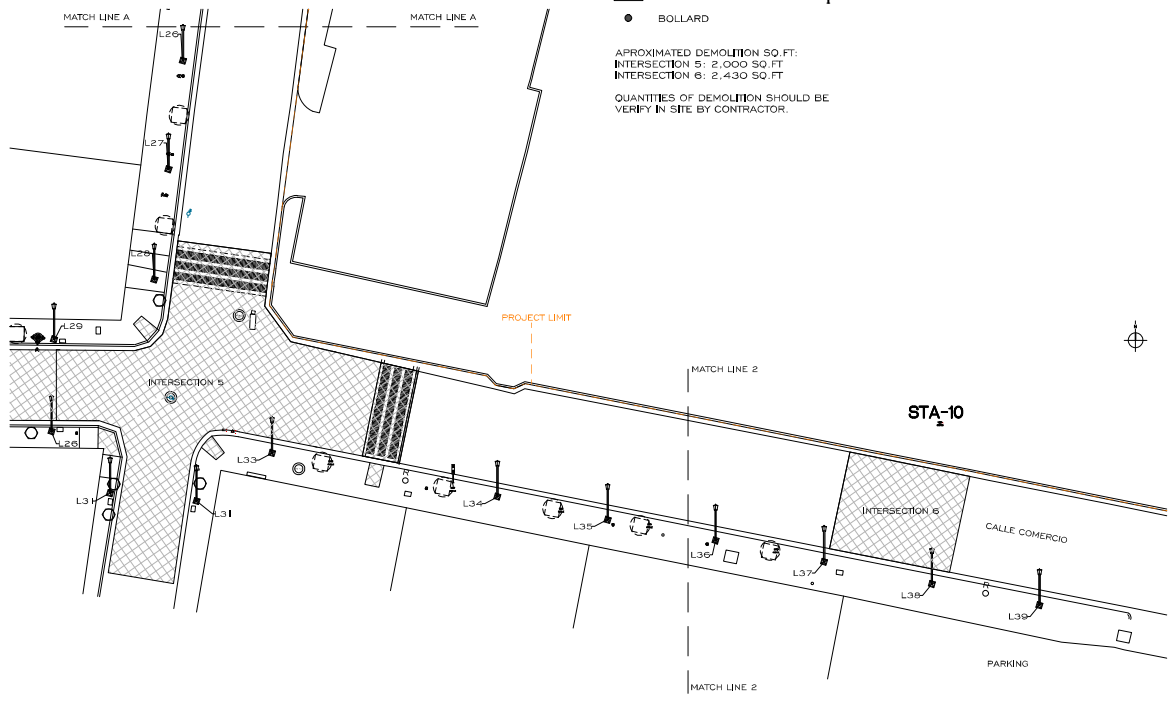 MATCH LINE A
MATCH LINE A
BOLLARD
APROXIMATED DEMOLITION SQ.FT:
INTERSECTION 5: 2,000 SQ.FT
INTERSECTION 6: 2,430 SQ.FT
QUANTITIES OF DEMOLITION SHOULD BE
VERIFY IN SITE BY CONTRACTOR.
L26
L27
L28
L29
PROJECT LIMIT
MATCH LINE 2
INTERSECTION 5
STA-10
L26
L33
L31
L31
L34
L35
L36
L37
INTERSECTION 6
CALLE COMERCIO
L38
L39
PARKING
MATCH LINE 2